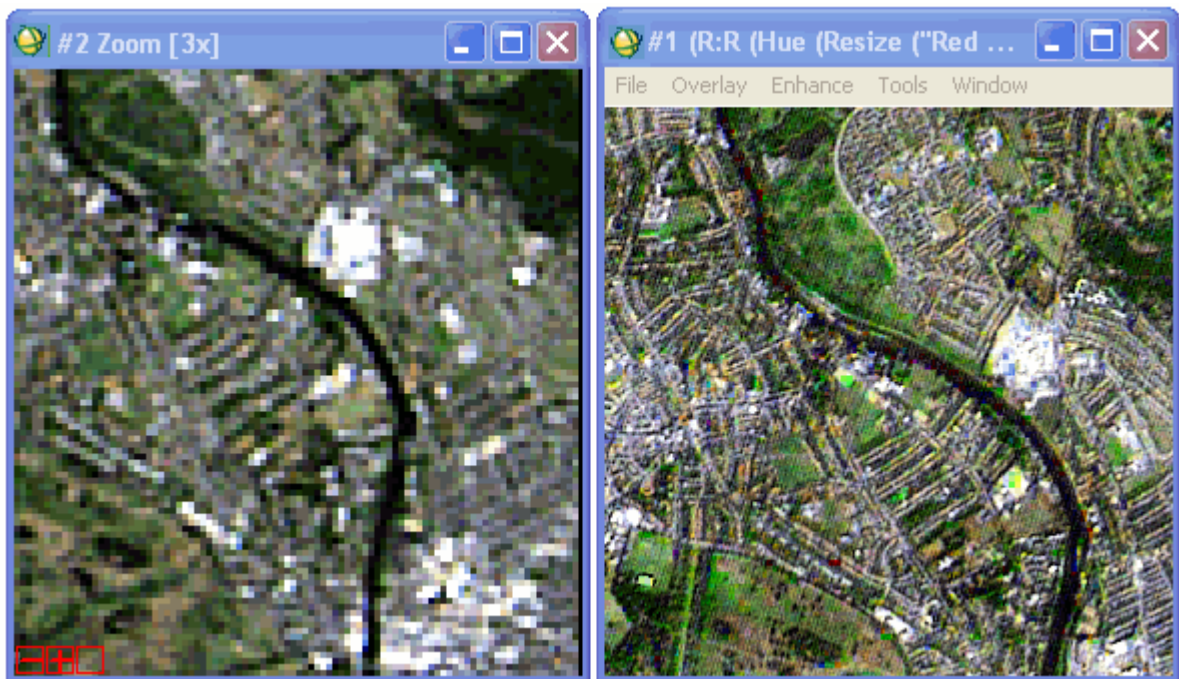 #2 Zoom [3x]
#1 (R:R (Hue (Resize ("Red ...
File Overlay Enhance Tools Window